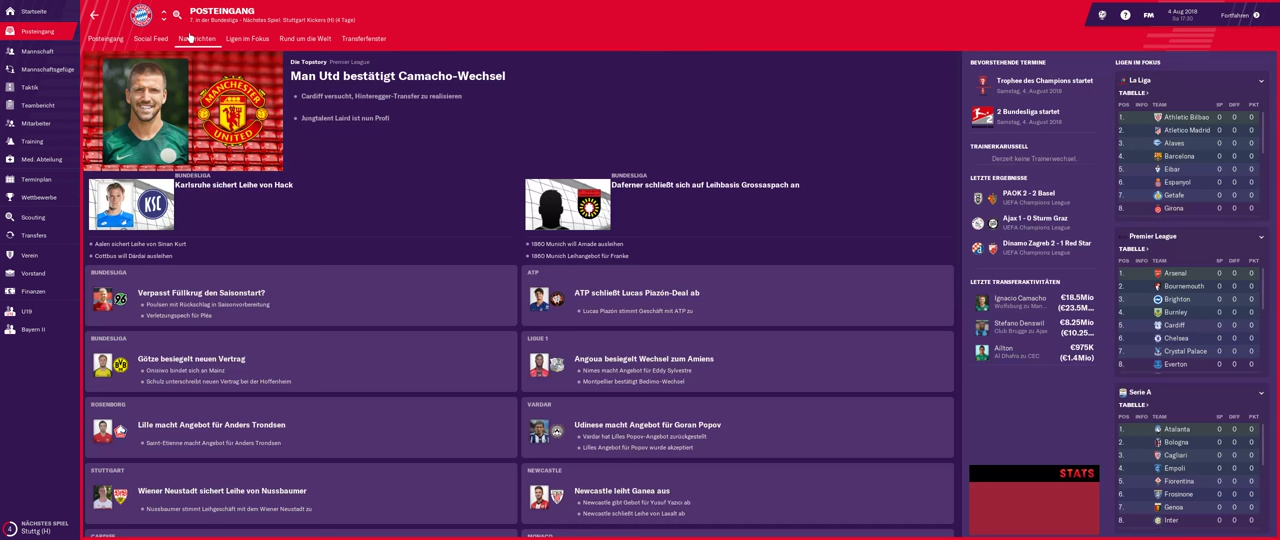 Startseite
Posteingang
Mannschaft
Mannschaftsgefüge
Taktik
Teambericht
Mitarbeiter
Training
Med. Abteilung
Terminplan
Wettbewerbe
Scouting
Transfers
Verein
Vorstand
Finanzen
U19
Bayern II
4
NÄCHSTES SPIEL
Stuttg (H)
POSTEINGANG
7. in der Bundesliga - Nächstes Spiel: Stuttgart Kickers (H) (4 Tage)
FM
4 Aug 2018
Sa 17:30
Fortfahren
Posteingang
Social Feed
Nachrichten
Ligen im Fokus
Rund um die Welt
Transferfenster
MANCHESTER
UNITED
Die Topstory Premier League
Man Utd bestätigt Camacho-Wechsel
Cardiff versucht, Hinteregger-Transfer zu realisieren
Jungtalent Laird ist nun Profi
BUNDESLIGA
Karlsruhe sichert Leihe von Hack
KSC
Aalen sichert Leihe von Sinan Kurt
Cottbus will Dárdai ausleihen
BUNDESLIGA
Daferner schließt sich auf Leihbasis Grossaspach an
1860 Munich will Amade ausleihen
1860 Munich Leihangebot für Franke
BUNDESLIGA
Verpasst Füllkrug den Saisonstart?
Poulsen mit Rückschlag in Saisonvorbereitung
Verletzungspech für Pléa
ATP
ATP schließt Lucas Piazón-Deal ab
Lucas Piazón stimmt Geschäft mit ATP zu
BUNDESLIGA
Götze besiegelt neuen Vertrag
Onisiwo bindet sich an Mainz
Schulz unterschreibt neuen Vertrag bei der Hoffenheim
LIGUE 1
Angoua besiegelt Wechsel zum Amiens
Nimes macht Angebot für Eddy Sylvestre
Montpellier bestätigt Bedimo-Wechsel
ROSENBORG
Lille macht Angebot für Anders Trondsen
Saint-Etienne macht Angebot für Anders Trondsen
VARDAR
Udinese macht Angebot für Goran Popov
Vardar hat Lilles Popov-Angebot zurückgestellt
Lilles Angebot für Popov wurde akzeptiert
STUTTGART
Wiener Neustadt sichert Leihe von Nussbaumer
Nussbaumer stimmt Leihgeschäft mit dem Wiener Neustadt zu
NEWCASTLE
Newcastle leiht Ganea aus
Newcastle gibt Gebot für Yusuf Yazıcı ab
Newcastle schließt Leihe von Laxalt ab
CARDIFF
MONACO
BEVORSTEHENDE TERMINE
Trophee des Champions startet
Samstag, 4. August 2018
2 Bundesliga startet
Samstag, 4. August 2018
TRAINERKARUSSELL
Derzeit keine Trainerwechsel.
LETZTE ERGEBNISSE
PAOK 2 - 2 Basel
UEFA Champions League
Ajax 1 - 0 Sturm Graz
UEFA Champions League
Dinamo Zagreb 2 - 1 Red Star
UEFA Champions League
LETZTE TRANSFERAKTIVITÄTEN
Ignacio Camacho €18.5Mio
Wolfsburg zu Man... (€23.5M...
Stefano Denswil €8.25Mio
Club Brugge zu Ajax (€10.25...
Ailton €975K
Al Dhafra zu CEC (€1.4Mio)
STATS
LIGEN IM FOKUS
La Liga
TABELLE ›
POS INFO TEAM SP DIFF PKT
1. Athletic Bilbao 0 0 0
2. Atletico Madrid 0 0 0
3. Alaves 0 0 0
4. Barcelona 0 0 0
5. Eibar 0 0 0
6. Espanyol 0 0 0
7. Getafe 0 0 0
8. Girona 0 0 0
Premier League
TABELLE ›
POS INFO TEAM SP DIFF PKT
1. Arsenal 0 0 0
2. Bournemouth 0 0 0
3. Brighton 0 0 0
4. Burnley 0 0 0
5. Cardiff 0 0 0
6. Chelsea 0 0 0
7. Crystal Palace 0 0 0
8. Everton 0 0 0
Serie A
TABELLE ›
POS INFO TEAM SP DIFF PKT
1. Atalanta 0 0 0
2. Bologna 0 0 0
3. Cagliari 0 0 0
4. Empoli 0 0 0
5. Fiorentina 0 0 0
6. Frosinone 0 0 0
7. Genoa 0 0 0
8. Inter 0 0 0